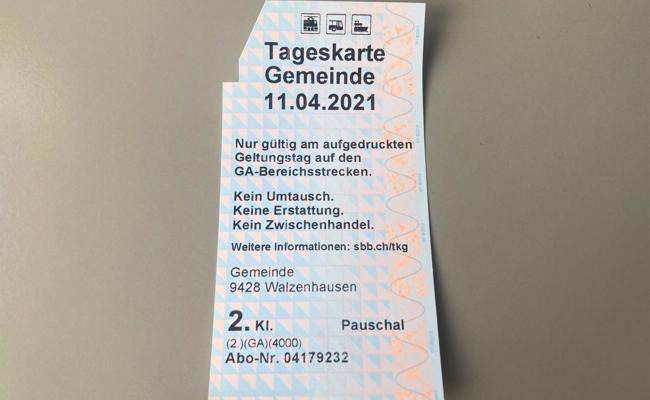 Tageskarte
Gemeinde
11.04.2021
Nur gültig am aufgedruckten
Geltungstag auf den
GA-Bereichsstrecken.
Kein Umtausch.
Keine Erstattung.
Kein Zwischenhandel.
Weitere Informationen: sbb.ch/tkg
Gemeinde
9428 Walzenhausen
2. Kl. Pauschal
(2.)(GA)(4000)
Abo-Nr. 04179232